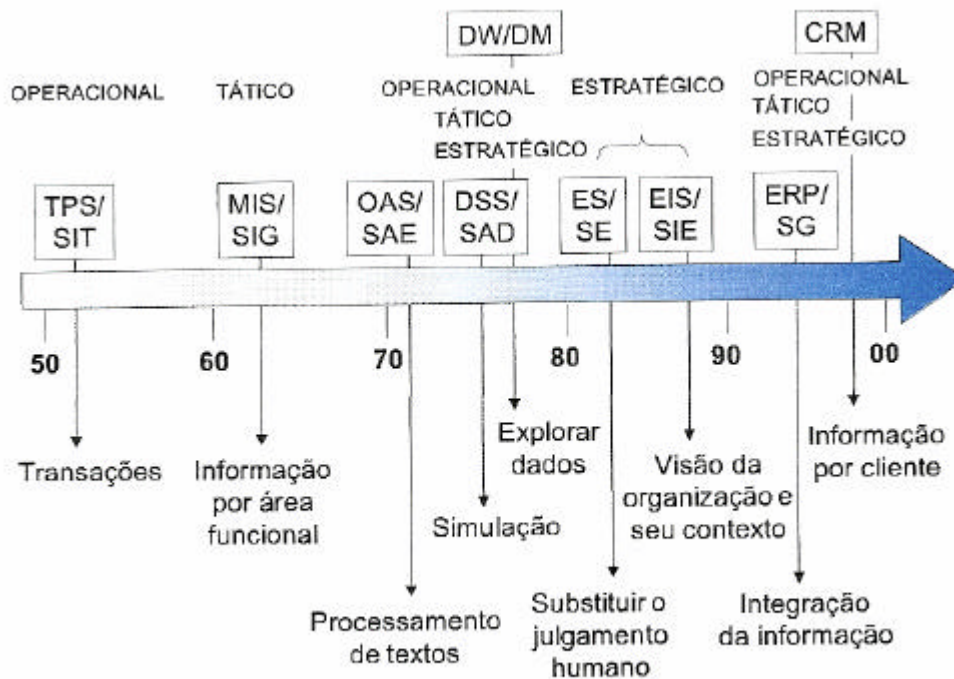 DW/DM
CRM
OPERACIONAL
TÁTICO
OPERACIONAL
TÁTICO
ESTRATÉGICO
ESTRATÉGICO
OPERACIONAL
TÁTICO
ESTRATÉGICO
TPS/
SIT
MIS/
SIG
OAS/
SAE
DSS/
SAD
ES/
SE
EIS/
SIE
ERP/
SG
50
60
70
80
90
00
Transações
Informação
por área
funcional
Processamento
de textos
Simulação
Explorar
dados
Substituir o
julgamento
humano
Visão da
organização e
seu contexto
Integração
da informação
Informação
por cliente